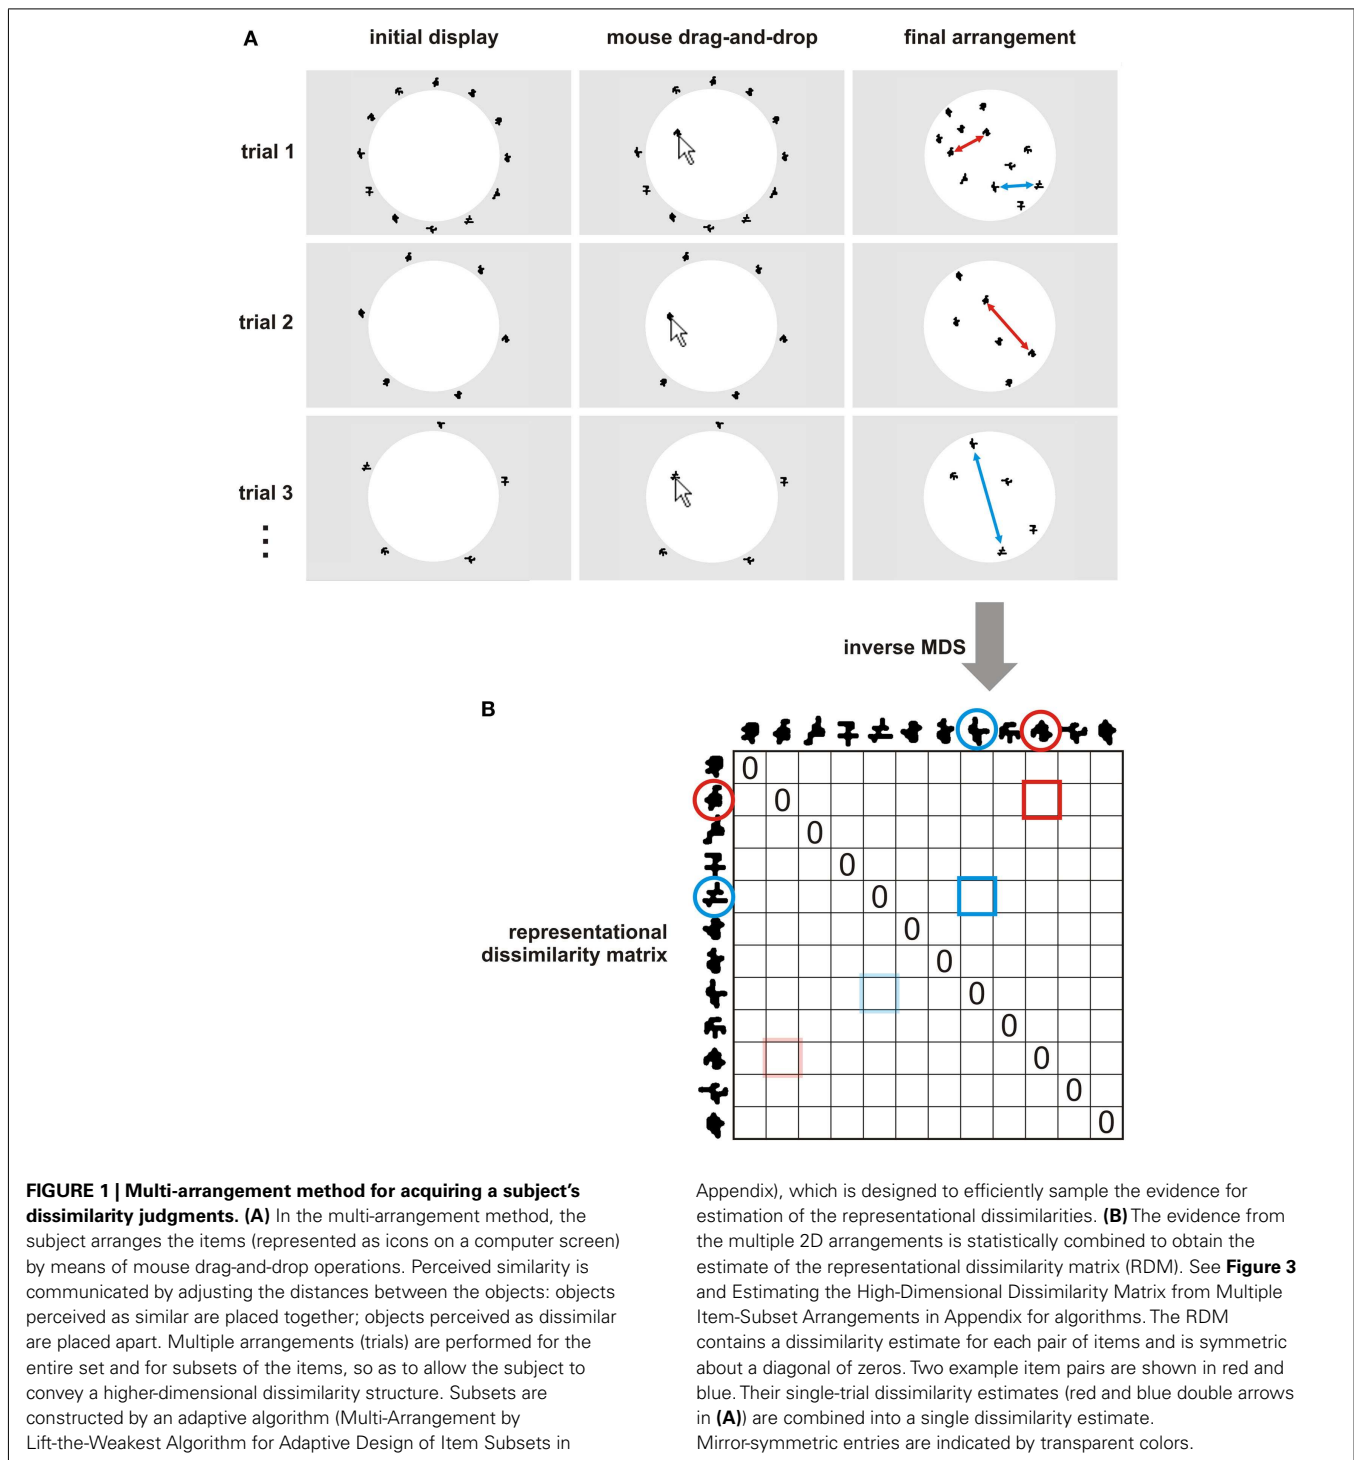 A
initial display
mouse drag-and-drop
final arrangement
trial 1
trial 2
trial 3
inverse MDS
B
0
0
0
0
0
representational
dissimilarity matrix
0
0
0
0
0
0
0
FIGURE 1 | Multi-arrangement method for acquiring a subject's
dissimilarity judgments. (A) In the multi-arrangement method, the
subject arranges the items (represented as icons on a computer screen)
by means of mouse drag-and-drop operations. Perceived similarity is
communicated by adjusting the distances between the objects: objects
perceived as similar are placed together; objects perceived as dissimilar
are placed apart. Multiple arrangements (trials) are performed for the
entire set and for subsets of the items, so as to allow the subject to
convey a higher-dimensional dissimilarity structure. Subsets are
constructed by an adaptive algorithm (Multi-Arrangement by
Lift-the-Weakest Algorithm for Adaptive Design of Item Subsets in
Appendix), which is designed to efficiently sample the evidence for
estimation of the representational dissimilarities. (B) The evidence from
the multiple 2D arrangements is statistically combined to obtain the
estimate of the representational dissimilarity matrix (RDM). See Figure 3
and Estimating the High-Dimensional Dissimilarity Matrix from Multiple
Item-Subset Arrangements in Appendix for algorithms. The RDM
contains a dissimilarity estimate for each pair of items and is symmetric
about a diagonal of zeros. Two example item pairs are shown in red and
blue. Their single-trial dissimilarity estimates (red and blue double arrows
in (A)) are combined into a single dissimilarity estimate.
Mirror-symmetric entries are indicated by transparent colors.